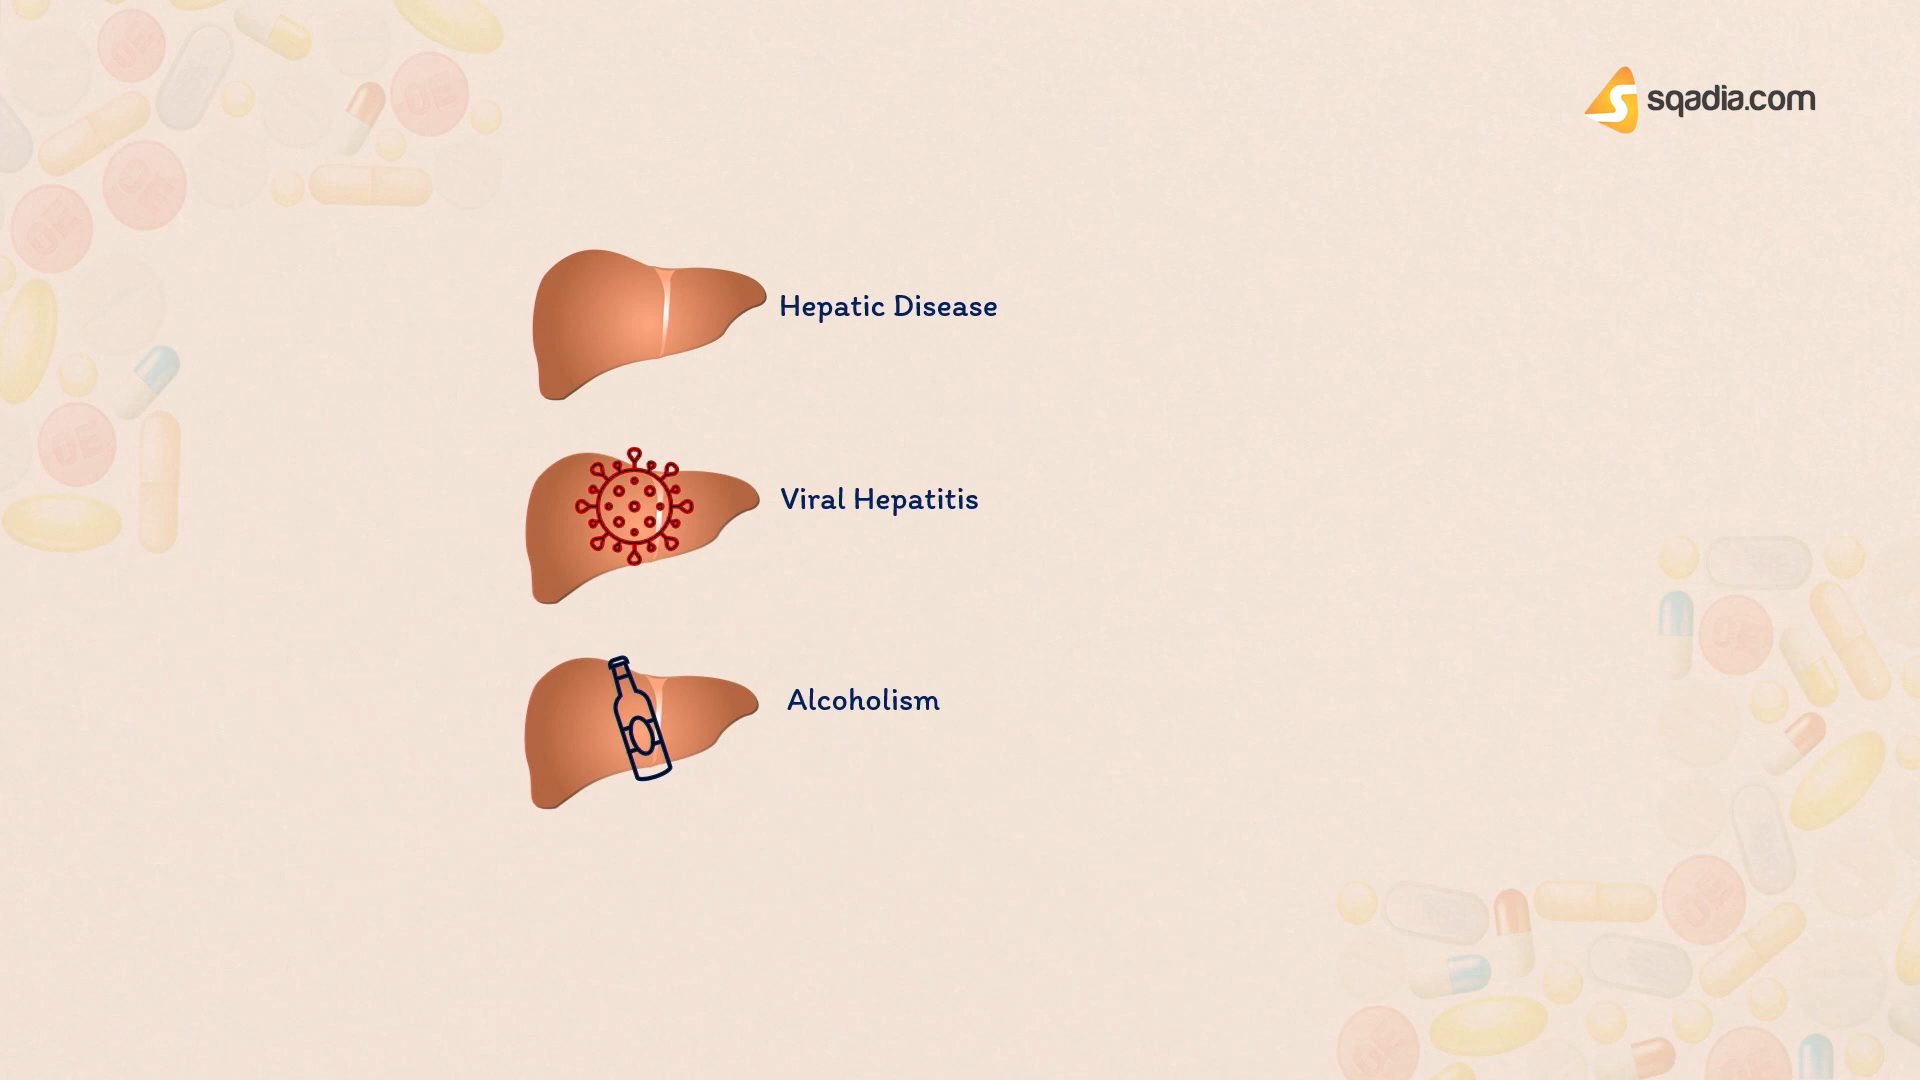 sqadia.com
Hepatic Disease
Viral Hepatitis
Alcoholism